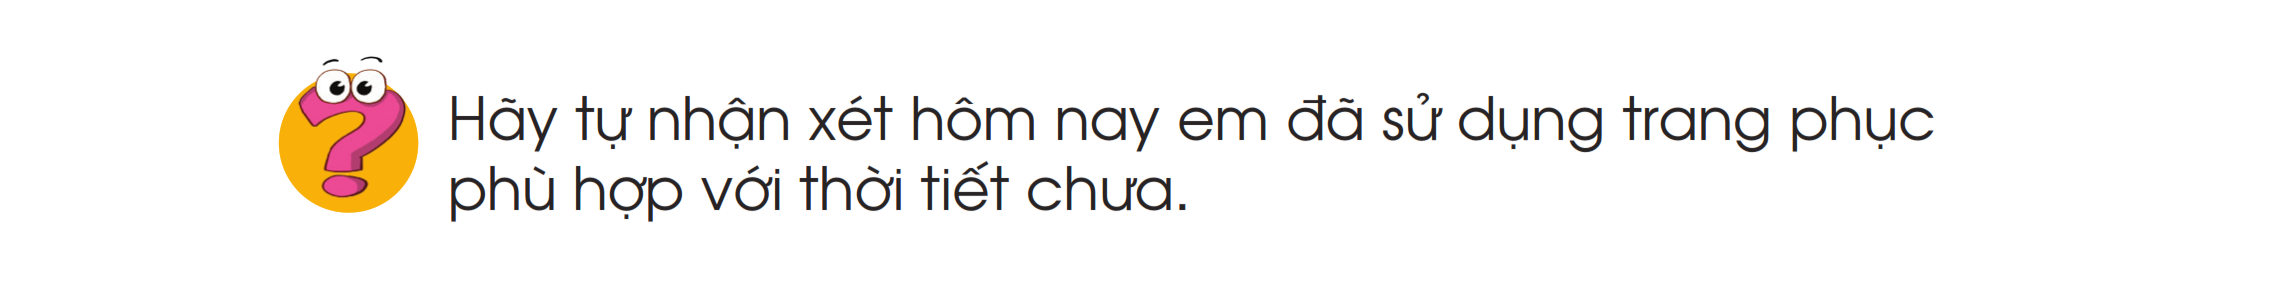 Hãy tự nhận xét hôm nay em đã sử dụng trang phục
phù hợp với thời tiết chưa.